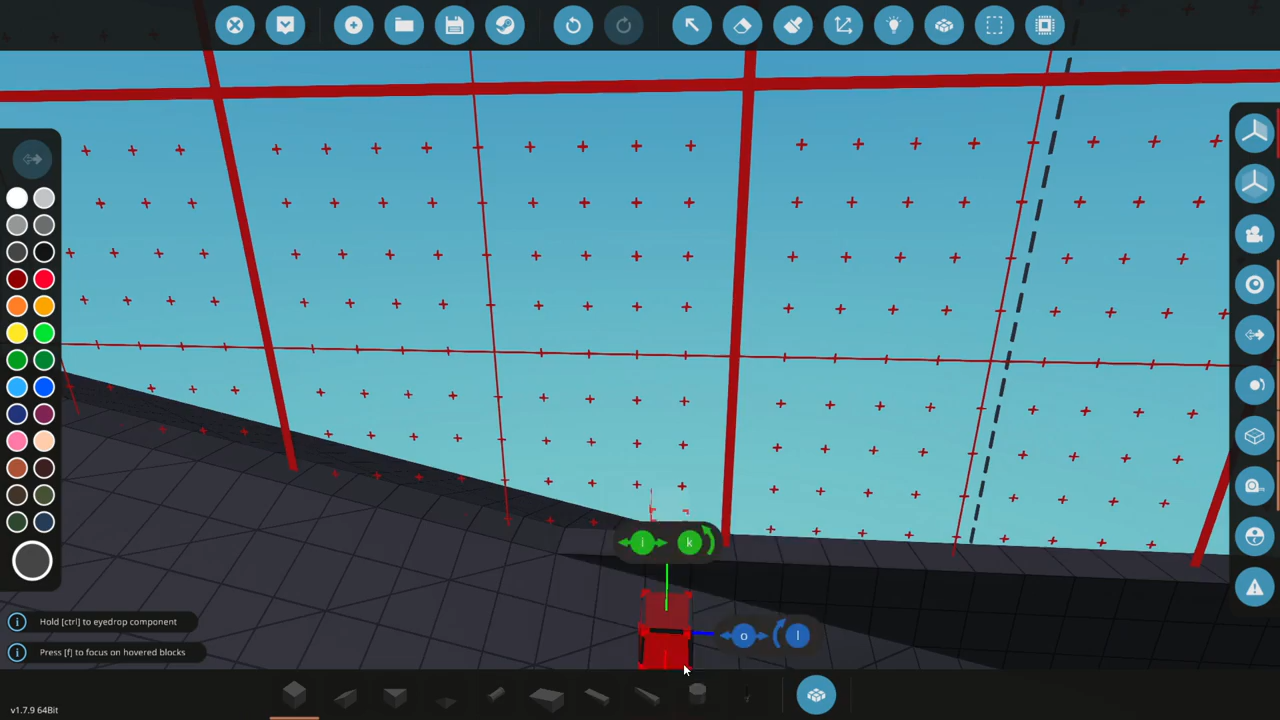 i k
o l
Hold [ctrl] to eyedrop component
Press [f] to focus on hovered blocks
v1.7.9 64Bit